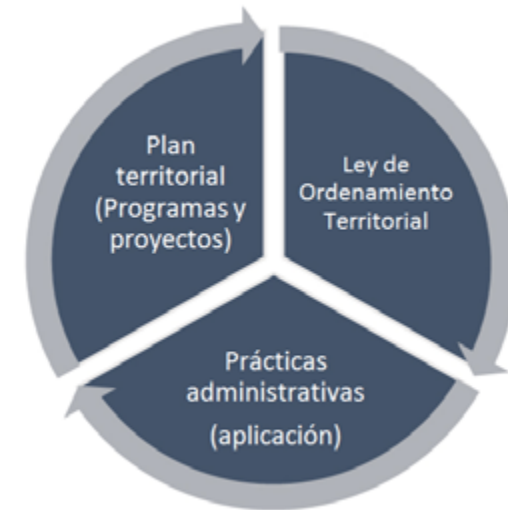 Plan
territorial
(Programas y
proyectos)
Ley de
Ordenamiento
Territorial
Prácticas
administrativas
(aplicación)